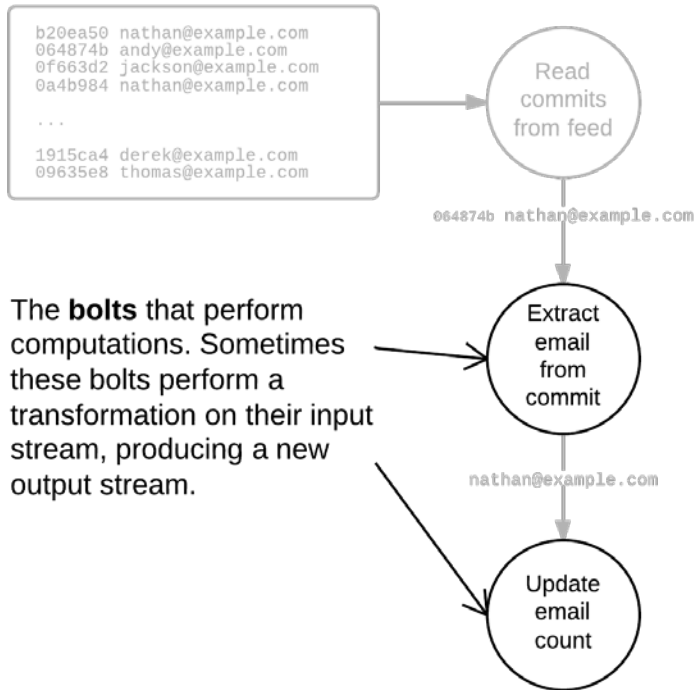 b20ea50 nathan@example.com
064874b andy@example.com
0f663d2 jackson@example.com
0a4b984 nathan@example.com
...
1915ca4 derek@example.com
09635e8 thomas@example.com
Read
commits
from feed
064874b nathan@example.com
The bolts that perform
computations. Sometimes
these bolts perform a
transformation on their input
stream, producing a new
output stream.
Extract
email
from
commit
nathan@example.com
Update
email
count